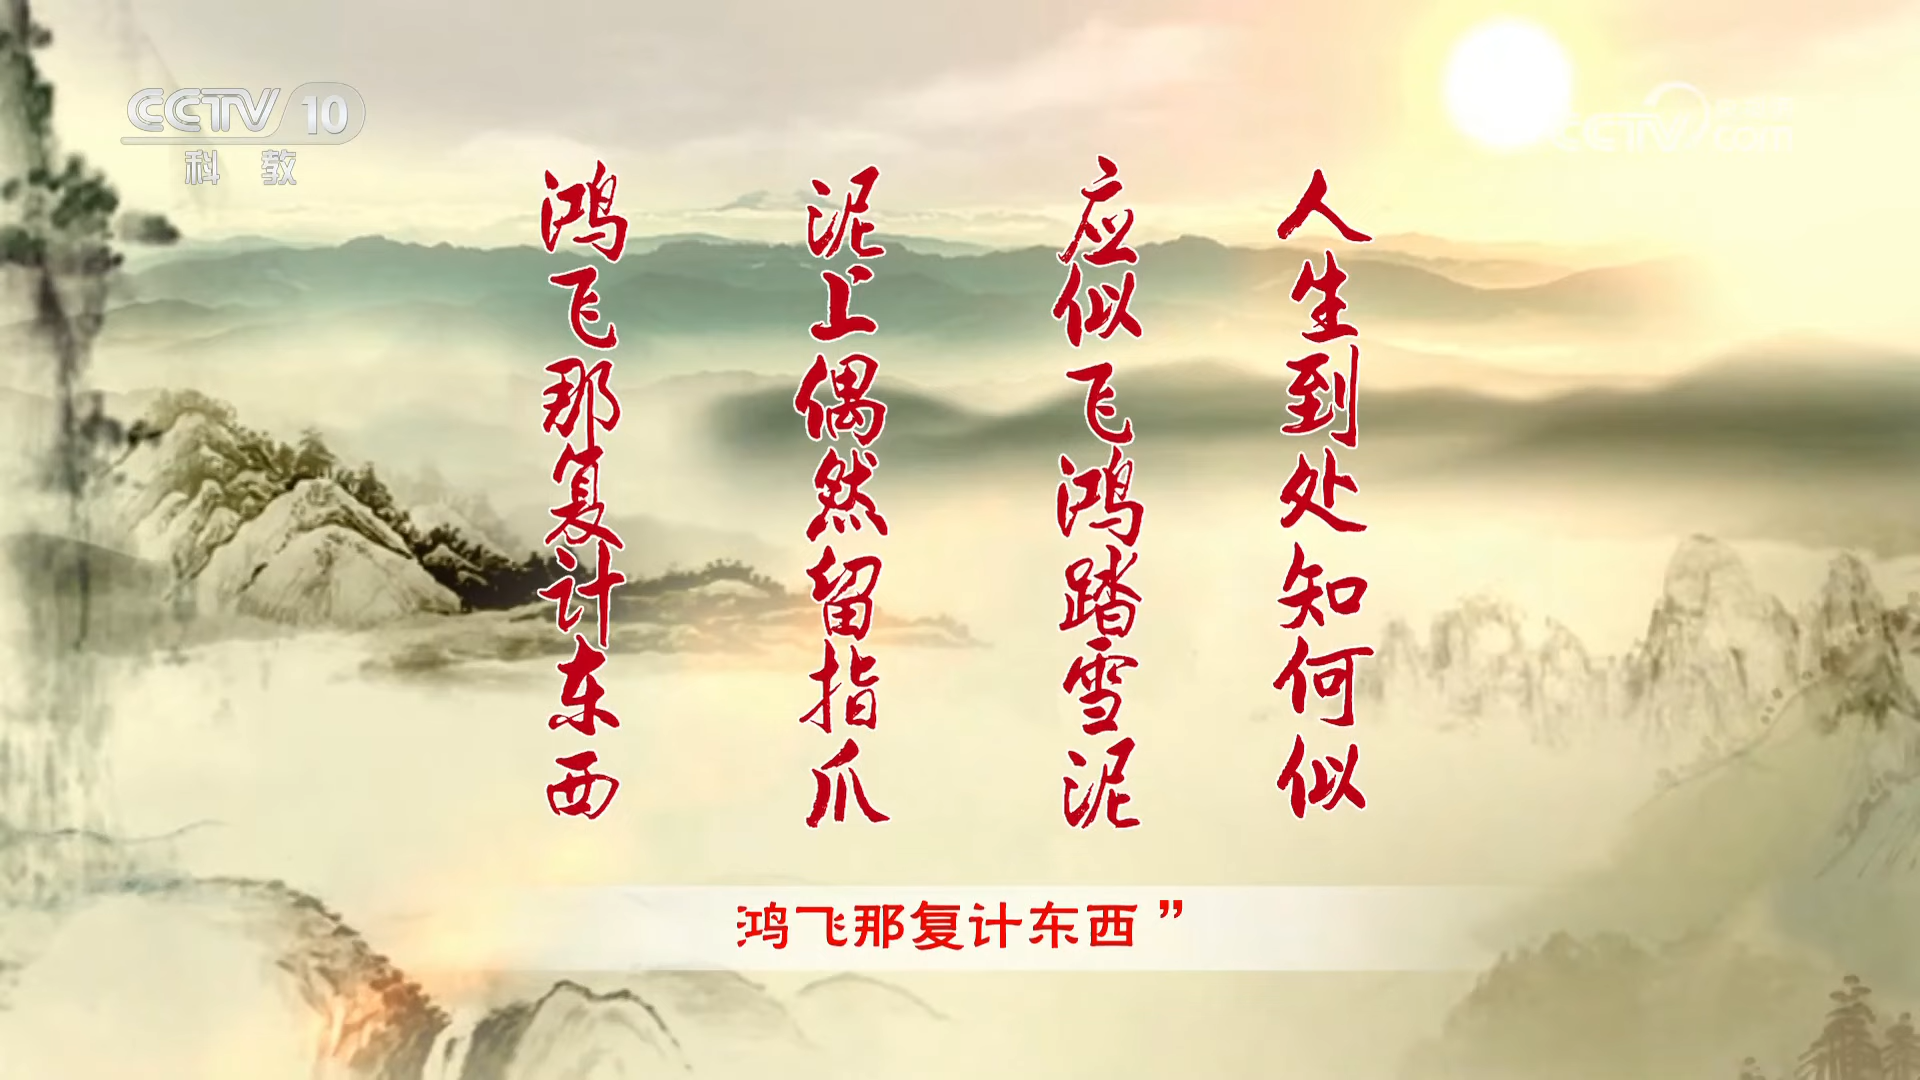 CCTV 10
科教
CCTV.com
人生到处知何似
应似飞鸿踏雪泥
泥上偶然留指爪
鸿飞那复计东西
鸿飞那复计东西”